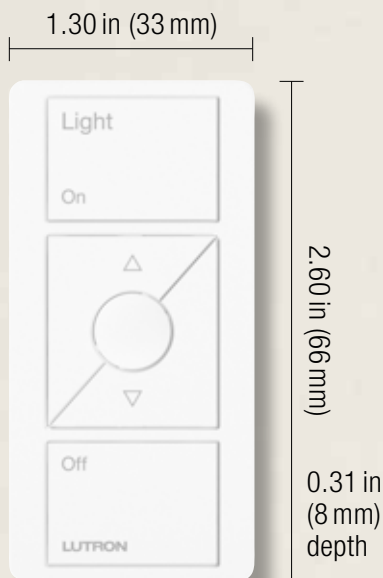 1.30 in (33 mm)
Light
On
Off
LUTRON
2.60 in (66 mm)
0.31 in
(8 mm)
depth